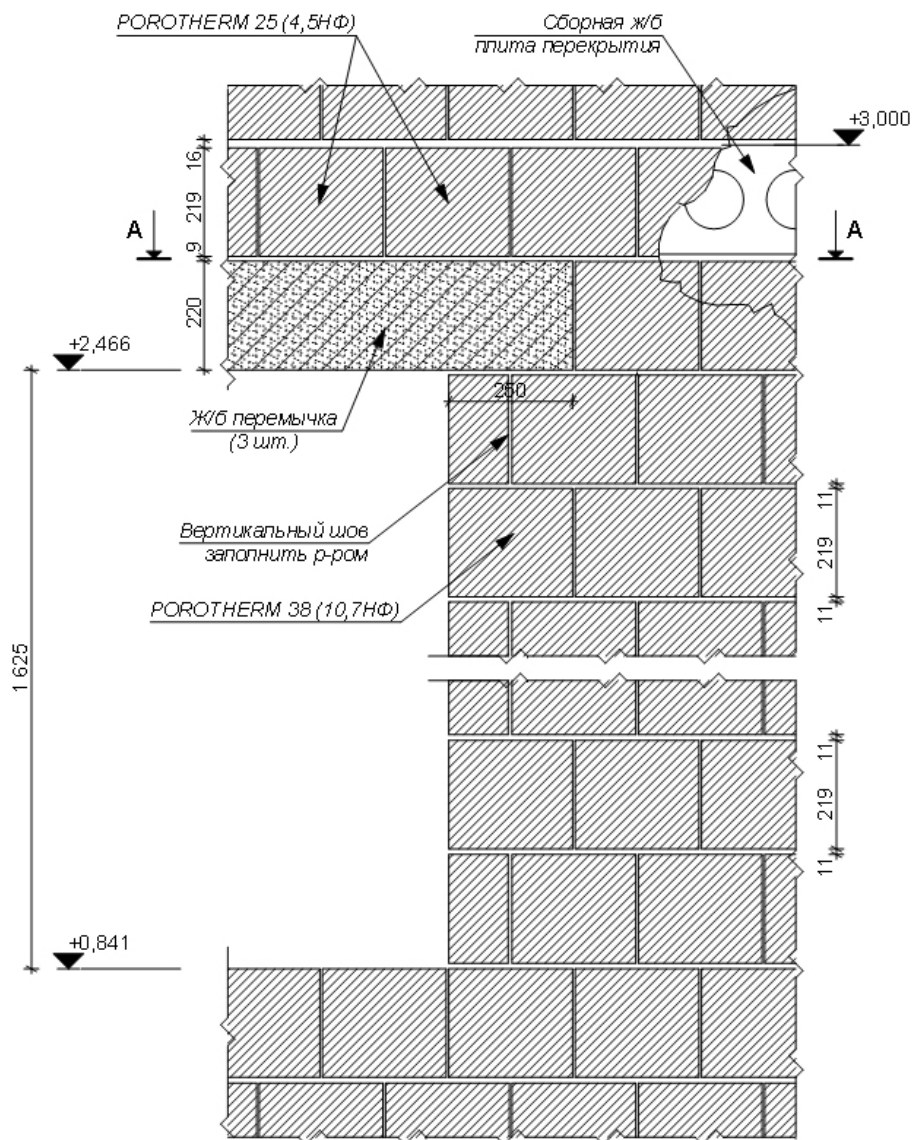 POROTHERM 25 (4,5НФ)
Сборная ж/б
плита перекрытия
+3,000
16
219
9
А
А
220
+2,466
250
Ж/б перемычка
(3 шт.)
Вертикальный шов
заполнить р-ром
11
219
11
POROTHERM 38 (10,7НФ)
1 625
11
219
11
+0,841